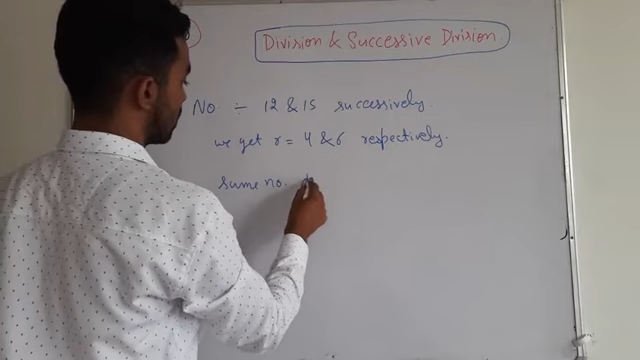 Division & Successive Division
No. ÷ 12 & 15 successively.
we get r = 4 & 6 respectively.
Same no.